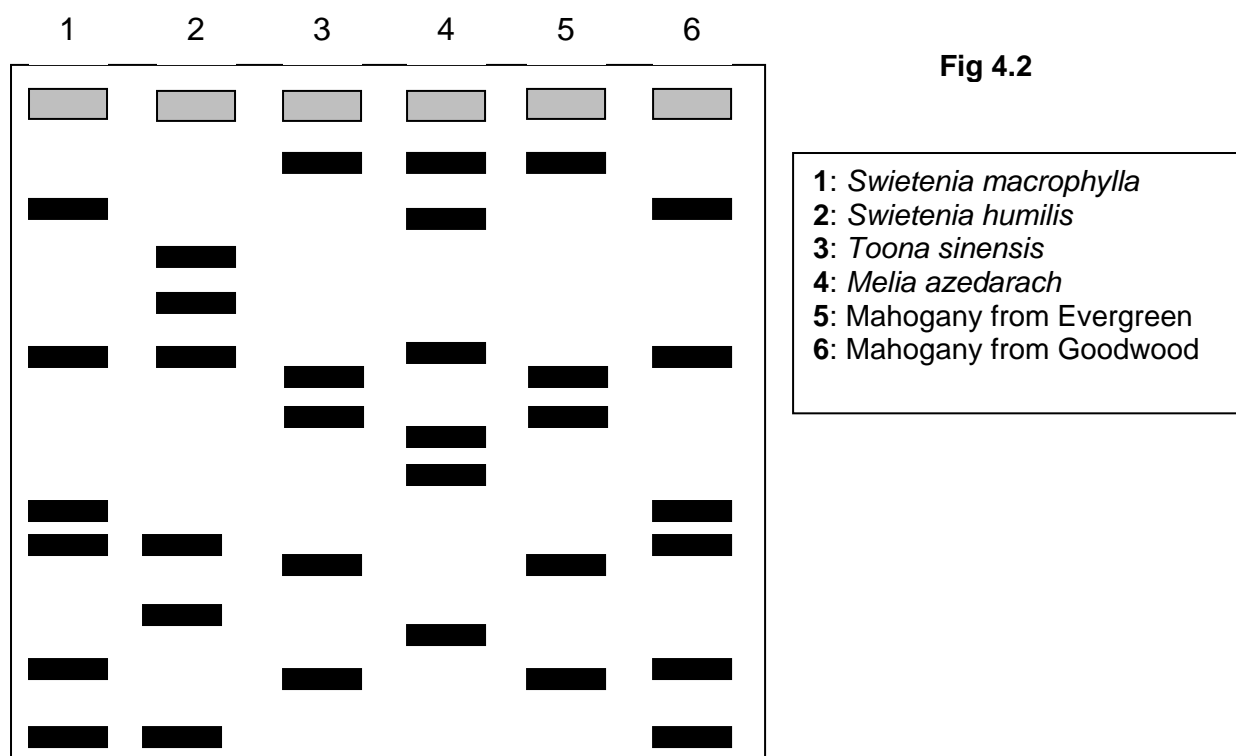 1 2 3 4 5 6
Fig 4.2
1: Swietenia macrophylla
2: Swietenia humilis
3: Toona sinensis
4: Melia azedarach
5: Mahogany from Evergreen
6: Mahogany from Goodwood